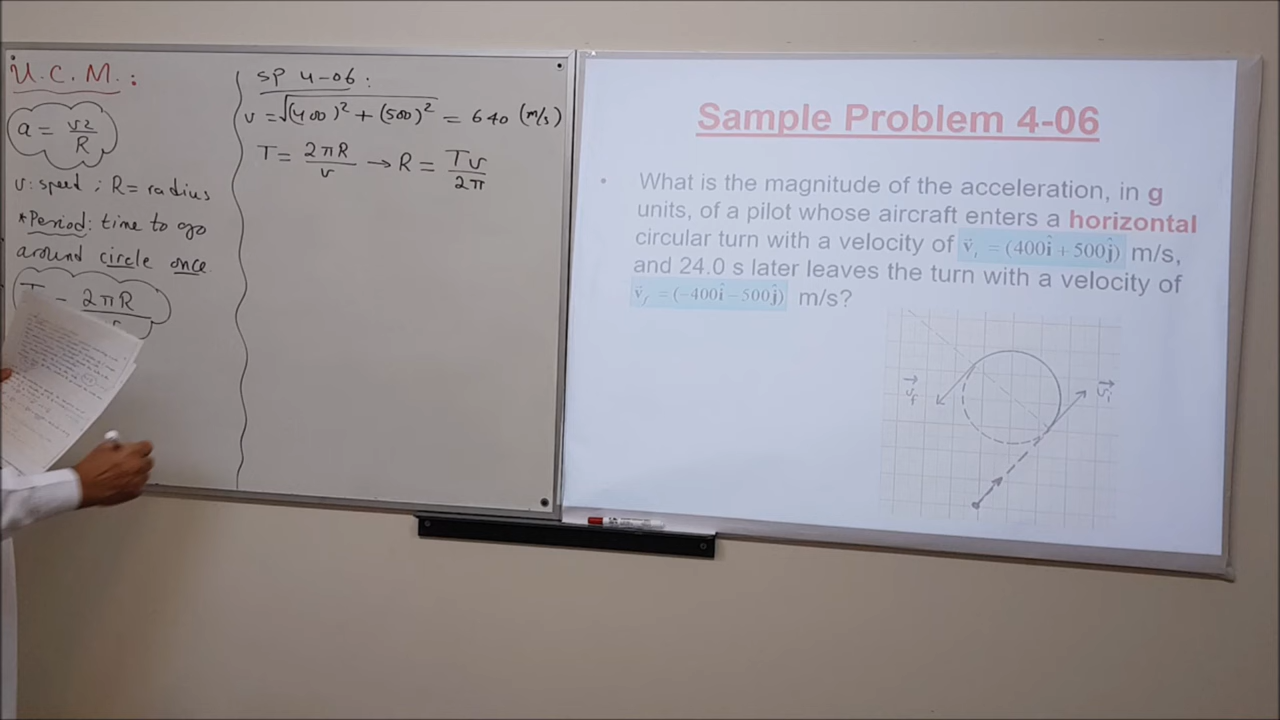 U.C.M.:
a = v2/R
v: speed ; R = radius
*Period: time to go
around circle once
T = 2πR
SP 4-06:
v = √(400)² + (500)² = 640 (m/s)
T = 2πR/v → R = Tv/2π
Sample Problem 4-06
• What is the magnitude of the acceleration, in g
units, of a pilot whose aircraft enters a horizontal
circular turn with a velocity of v⃗i = (400î + 500ĵ) m/s,
and 24.0 s later leaves the turn with a velocity of
v⃗f = (-400î - 500ĵ) m/s?
v⃗f
v⃗i